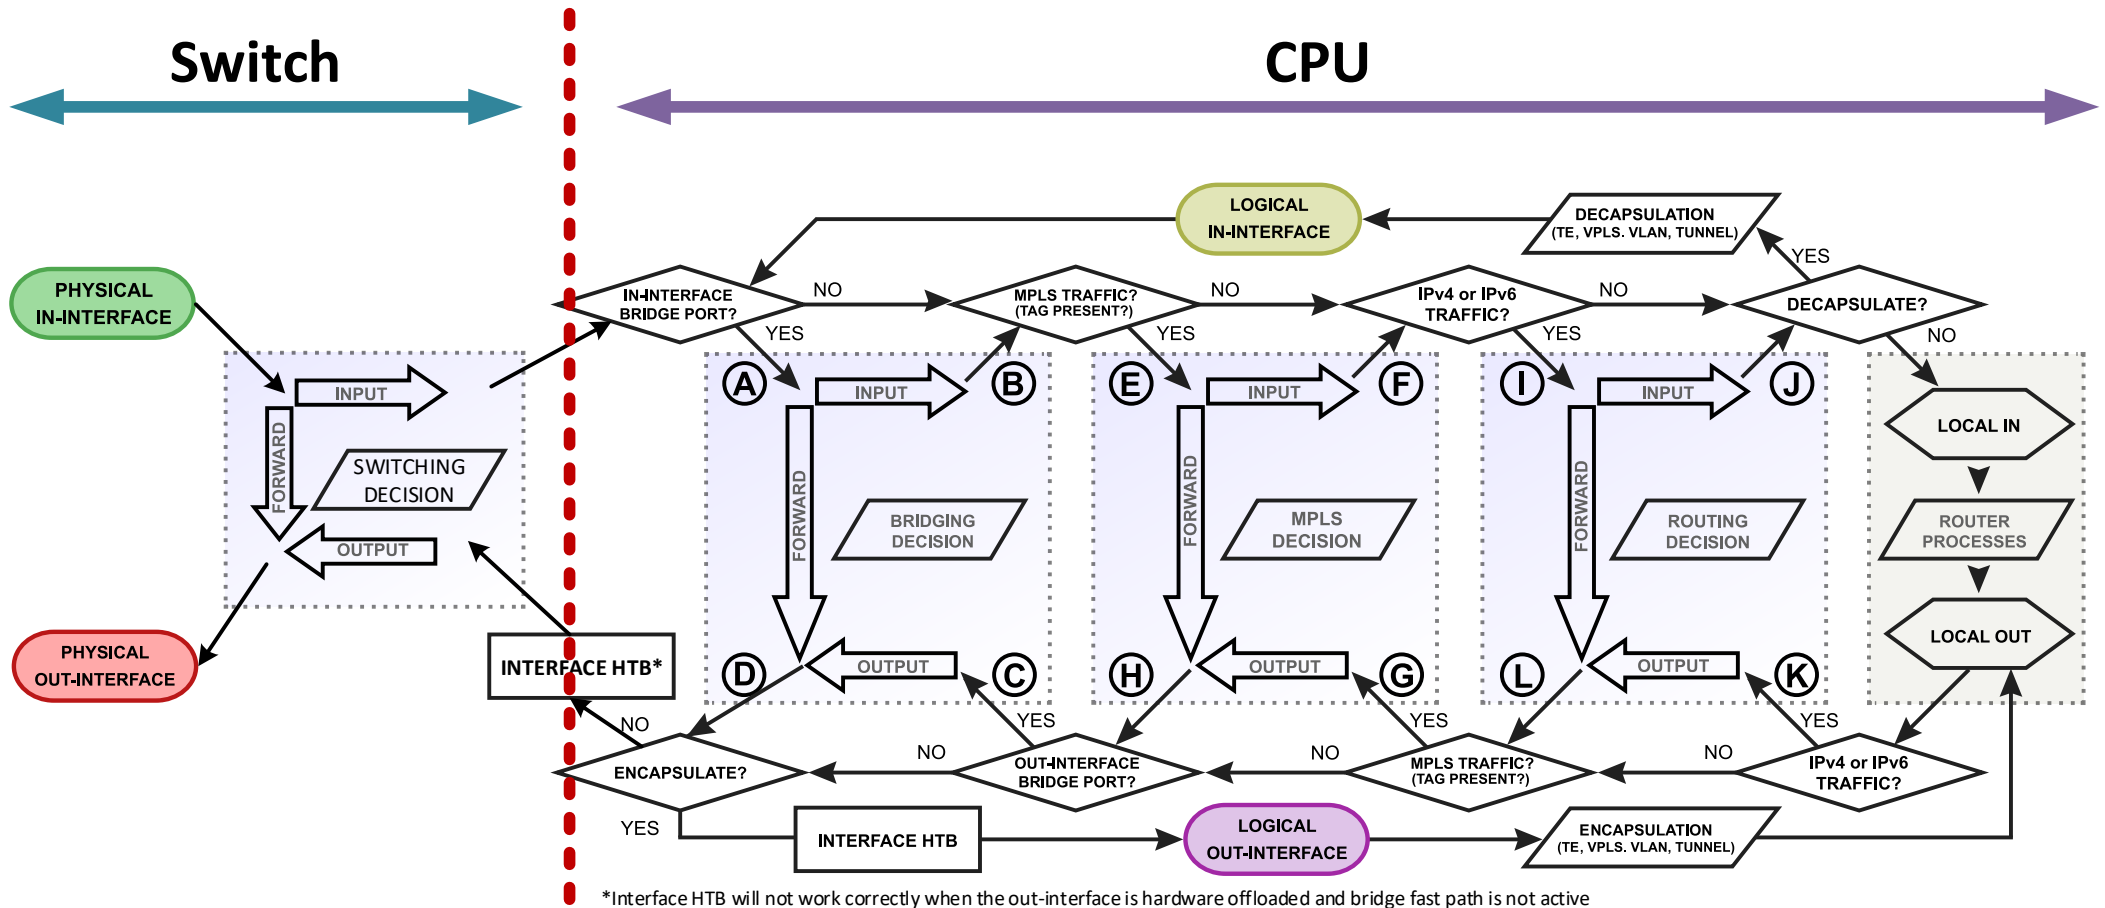 Switch
CPU
LOGICAL
IN-INTERFACE
DECAPSULATION
(TE, VPLS. VLAN, TUNNEL)
YES
PHYSICAL
IN-INTERFACE
IN-INTERFACE
BRIDGE PORT?
NO
MPLS TRAFFIC?
(TAG PRESENT?)
NO
IPv4 or IPv6
TRAFFIC?
NO
DECAPSULATE?
YES
YES
YES
NO
INPUT
FORWARD
SWITCHING
DECISION
OUTPUT
A
INPUT
B
FORWARD
BRIDGING
DECISION
OUTPUT
D
C
E
INPUT
F
FORWARD
MPLS
DECISION
OUTPUT
H
G
I
INPUT
J
FORWARD
ROUTING
DECISION
OUTPUT
L
K
LOCAL IN
ROUTER
PROCESSES
LOCAL OUT
PHYSICAL
OUT-INTERFACE
INTERFACE HTB*
NO
YES
YES
YES
ENCAPSULATE?
NO
OUT-INTERFACE
BRIDGE PORT?
NO
MPLS TRAFFIC?
(TAG PRESENT?)
NO
IPv4 or IPv6
TRAFFIC?
YES
INTERFACE HTB
LOGICAL
OUT-INTERFACE
ENCAPSULATION
(TE, VPLS. VLAN, TUNNEL)
*Interface HTB will not work correctly when the out-interface is hardware offloaded and bridge fast path is not active